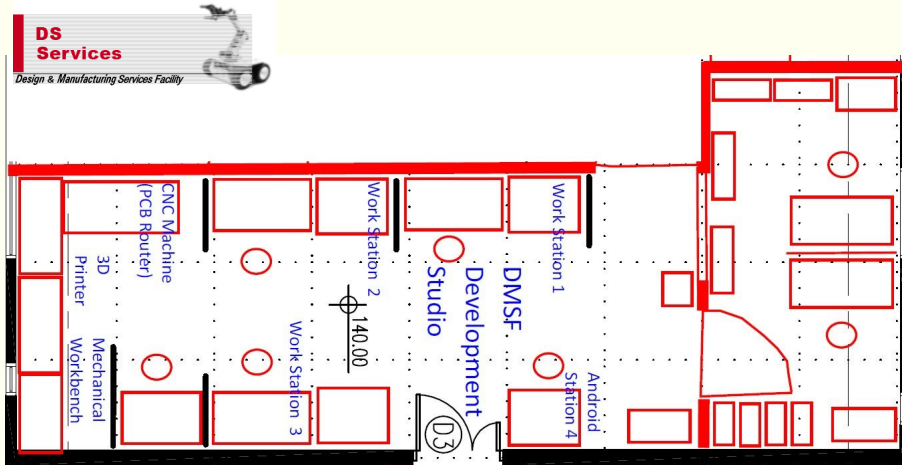 DS
Services
Design & Manufacturing Services Facility
CNC Machine
(PCB Router)
3D
Printer
Mechanical
Workbench
Work Station 2
Work Station 3
140.00
DMSF
Development
Studio
D3
Work Station 1
Android
Station 4